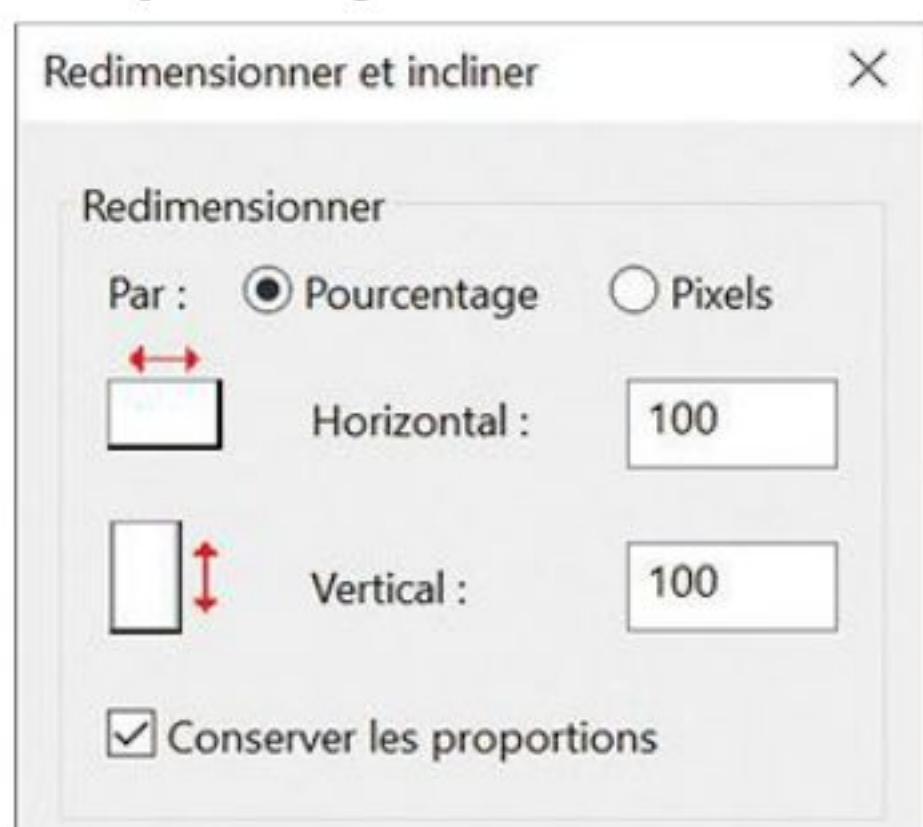 Redimensionner et incliner
Redimensionner
Par : Pourcentage Pixels
Horizontal : 100
Vertical : 100
Conserver les proportions